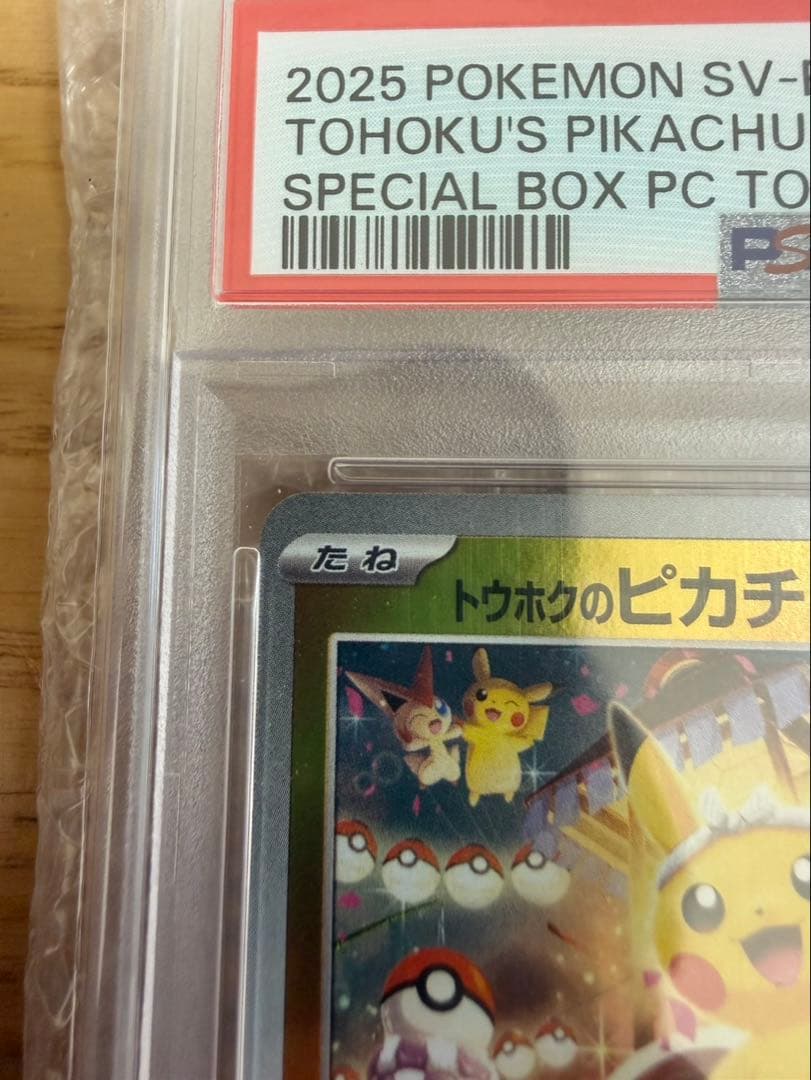 2025 POKEMON SV-
TOHOKU'S PIKACHU
SPECIAL BOX PC TO
PS
たね
トウホクのピカチ